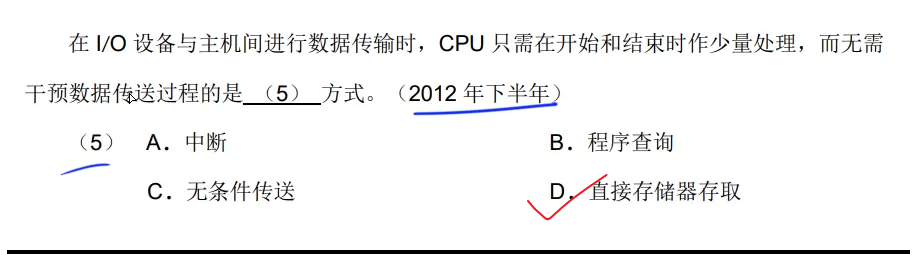 在 I/O 设备与主机间进行数据传输时，CPU 只需在开始和结束时作少量处理，而无需
干预数据传送过程的是 （5） 方式。（2012 年下半年）
（5） A．中断 B．程序查询
C．无条件传送 D．直接存储器存取